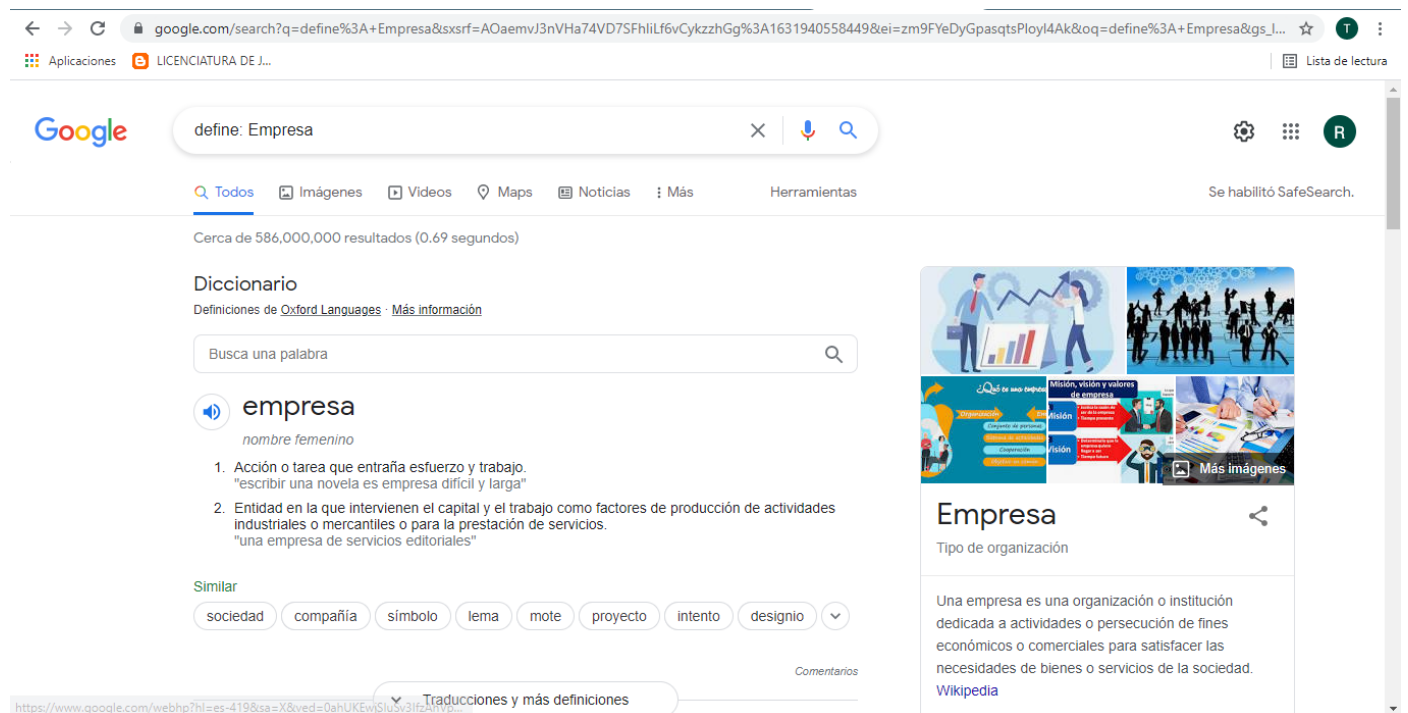 google.com/search?q=define%3A+Empresa&sxsrf=AOaemvJ3nVHa74VD7SFhliLf6vCykzzhGg%3A1631940558449&ei=zm9FYeDyGpasqtsPloyl4Ak&oq=define%3A+Empresa&gs_l...
T
Aplicaciones
LICENCIATURA DE J...
Lista de lectura
Google
define: Empresa
R
Todos
Imágenes
Videos
Maps
Noticias
Más
Herramientas
Se habilitó SafeSearch.
Cerca de 586,000,000 resultados (0.69 segundos)
Diccionario
Definiciones de Oxford Languages · Más información
Busca una palabra
empresa
nombre femenino
1. Acción o tarea que entraña esfuerzo y trabajo.
"escribir una novela es empresa difícil y larga"
2. Entidad en la que intervienen el capital y el trabajo como factores de producción de actividades
industriales o mercantiles o para la prestación de servicios.
"una empresa de servicios editoriales"
Similar
sociedad
compañía
símbolo
lema
mote
proyecto
intento
designio
Comentarios
Traducciones y más definiciones
Misión, visión y valores
de empresa
Misión
Visión
Organización
Conjunto de personas
Cooperación
Más imágenes
Empresa
Tipo de organización
Una empresa es una organización o institución
dedicada a actividades o persecución de fines
económicos o comerciales para satisfacer las
necesidades de bienes o servicios de la sociedad.
Wikipedia